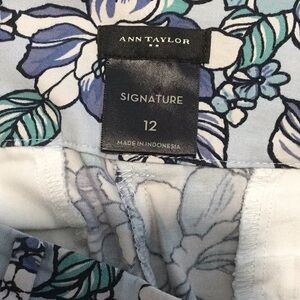 ANN TAYLOR
SIGNATURE
12
MADE IN INDONESIA